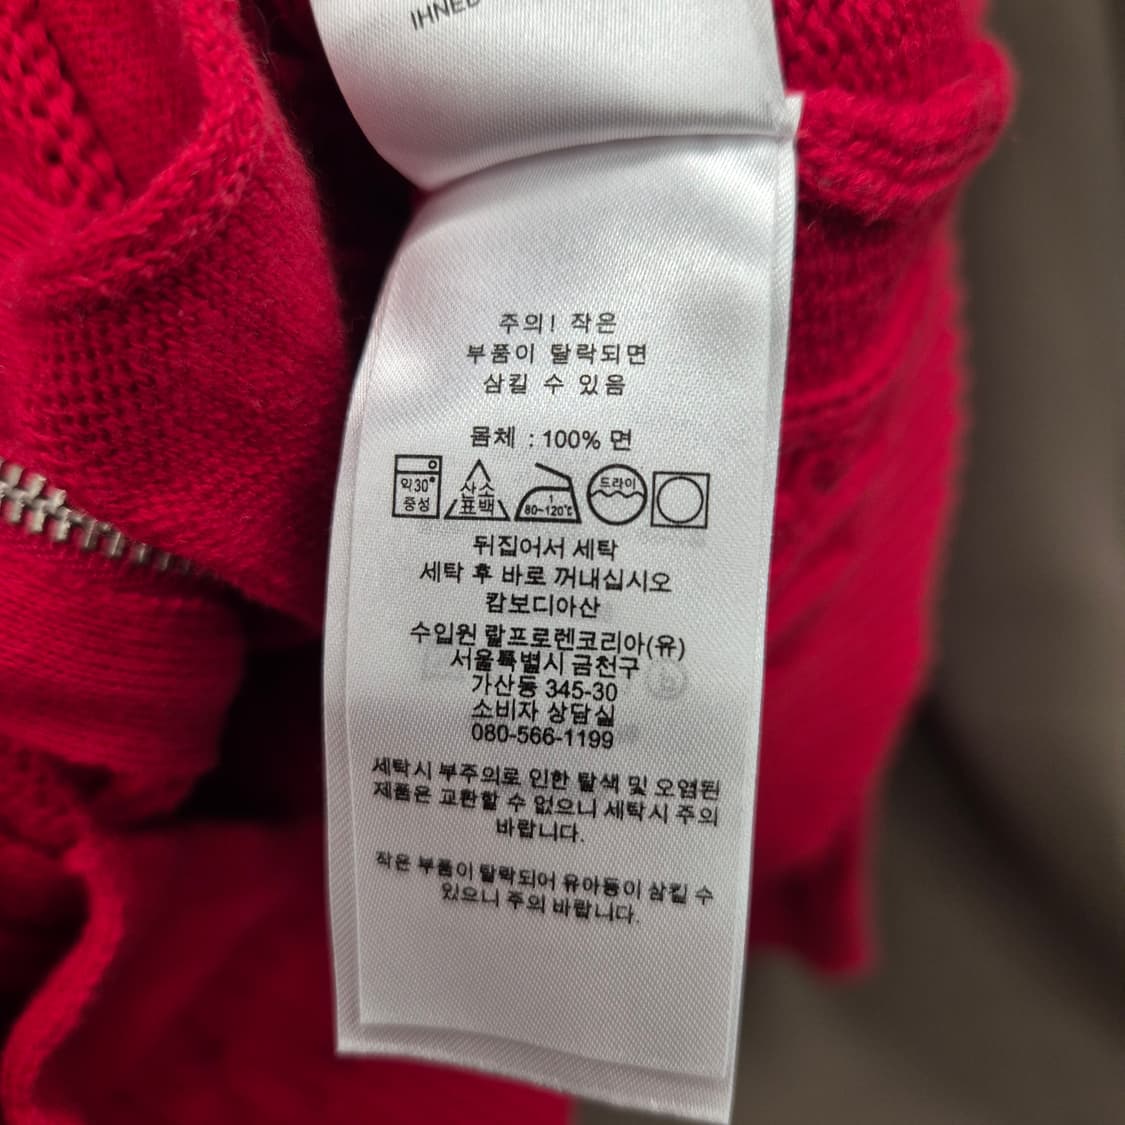 IHNED
주의! 작은
부품이 탈락되면
삼킬 수 있음
몸체 : 100% 면
약30° 중성
산소 표백
1 80~120℃
드라이
뒤집어서 세탁
세탁 후 바로 꺼내십시오
캄보디아산
수입원 랄프로렌코리아(유)
서울특별시 금천구
가산동 345-30
소비자 상담실
080-566-1199
세탁시 부주의로 인한 탈색 및 오염된
제품은 교환할 수 없으니 세탁시 주의
바랍니다.
작은 부품이 탈락되어 유아등이 삼킬 수
있으니 주의 바랍니다.